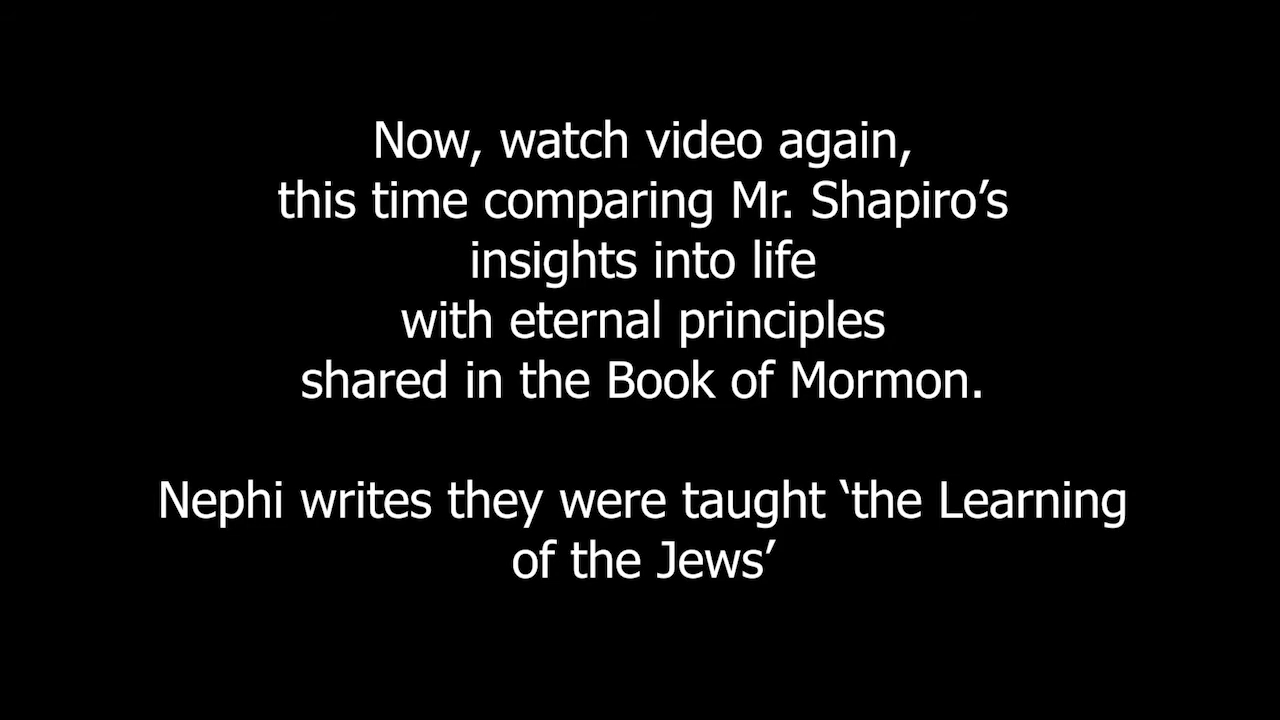 Now, watch video again,
this time comparing Mr. Shapiro’s
insights into life
with eternal principles
shared in the Book of Mormon.
Nephi writes they were taught ‘the Learning
of the Jews’